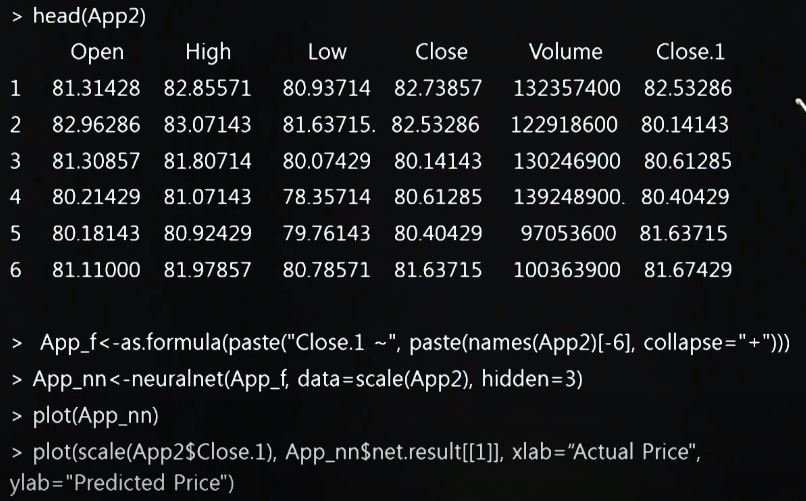 > head(App2)
Open High Low Close Volume Close.1
1 81.31428 82.85571 80.93714 82.73857 132357400 82.53286
2 82.96286 83.07143 81.63715. 82.53286 122918600 80.14143
3 81.30857 81.80714 80.07429 80.14143 130246900 80.61285
4 80.21429 81.07143 78.35714 80.61285 139248900. 80.40429
5 80.18143 80.92429 79.76143 80.40429 97053600 81.63715
6 81.11000 81.97857 80.78571 81.63715 100363900 81.67429
> App_f<-as.formula(paste("Close.1 ~", paste(names(App2)[-6], collapse="+")))
> App_nn<-neuralnet(App_f, data=scale(App2), hidden=3)
> plot(App_nn)
> plot(scale(App2$Close.1), App_nn$net.result[[1]], xlab=“Actual Price",
ylab="Predicted Price")